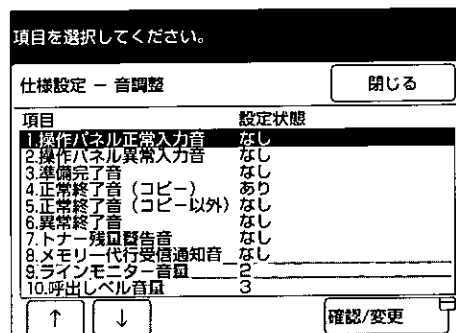 項目を選択してください。
仕様設定 － 音調整 閉じる
項目 設定状態
1.操作パネル正常入力音 なし
2.操作パネル異常入力音 なし
3.準備完了音 なし
4.正常終了音（コピー） あり
5.正常終了音（コピー以外） なし
6.異常終了音 なし
7.トナー残量警告音 なし
8.メモリー代行受信通知音 なし
9.ラインモニター音量 2
10.呼出しベル音量 3
↑ ↓ 確認/変更